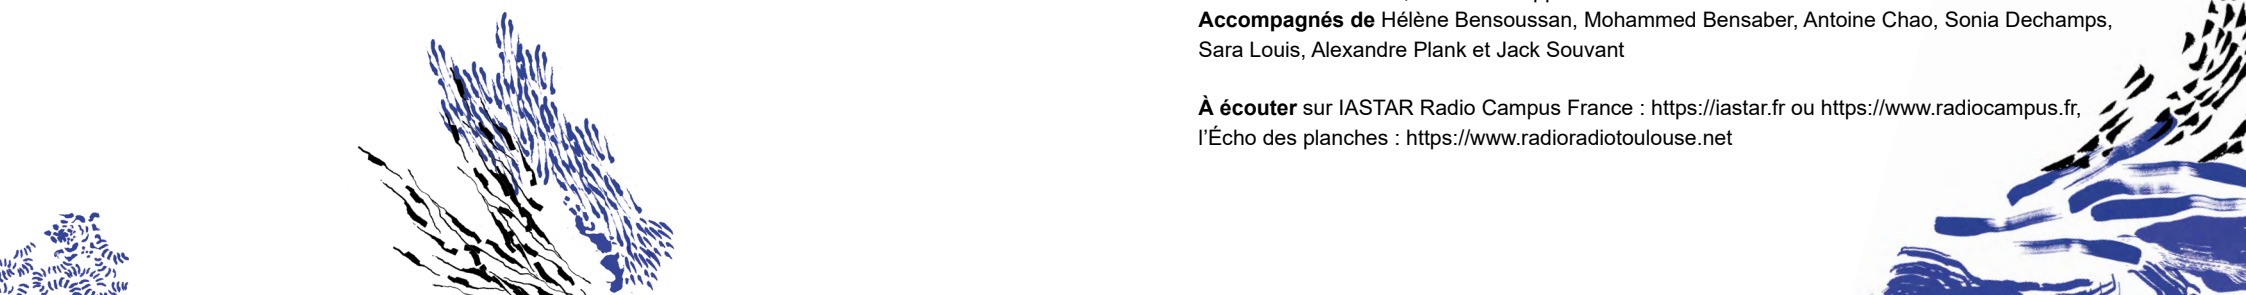 Accompagnés de Hélène Bensoussan, Mohammed Bensaber, Antoine Chao, Sonia Dechamps,
Sara Louis, Alexandre Plank et Jack Souvant
À écouter sur IASTAR Radio Campus France : https://iastar.fr ou https://www.radiocampus.fr,
l’Écho des planches : https://www.radioradiotoulouse.net